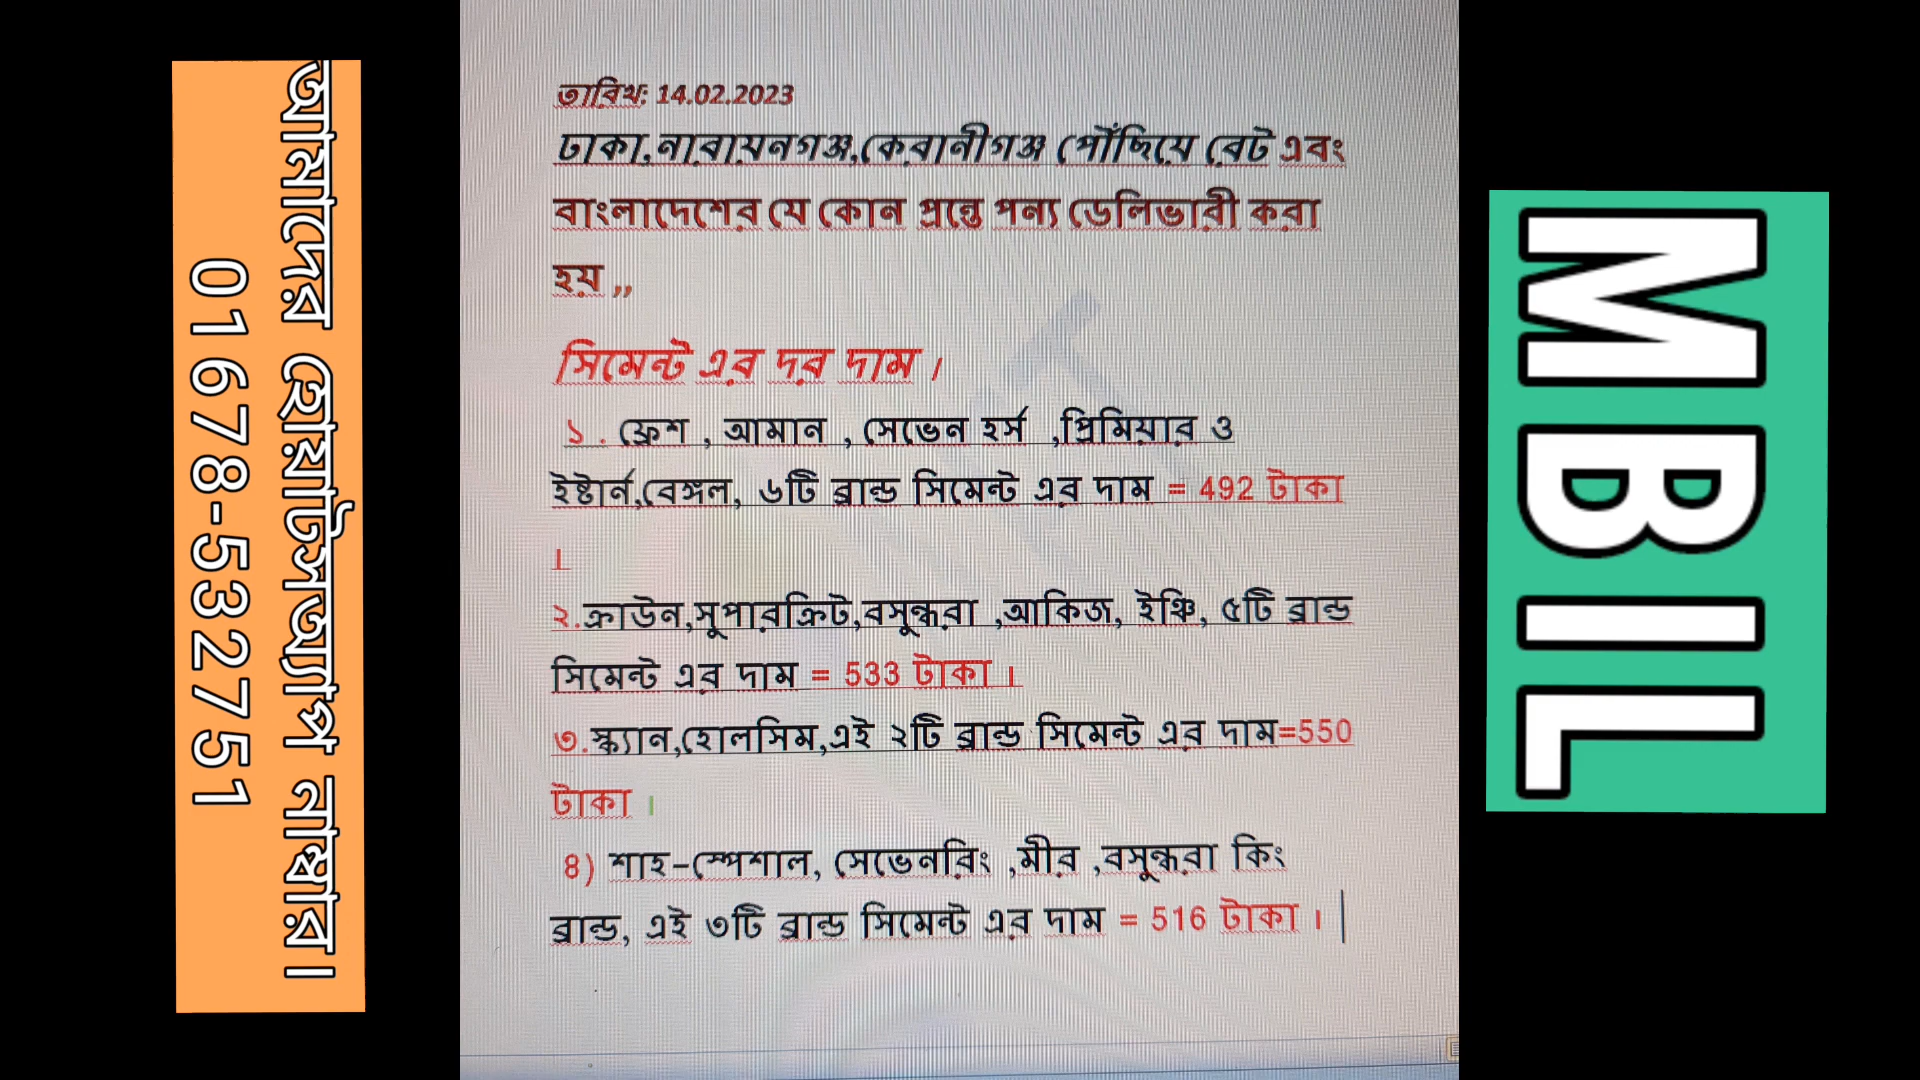 আমাদের হোয়াটসঅ্যাপ নাম্বার।
01678-532751
তারিখ: 14.02.2023
ঢাকা,নারায়নগঞ্জ,কেরানীগঞ্জ পৌঁছিয়ে রেট এবং
বাংলাদেশের যে কোন প্রন্তে পন্য ডেলিভারী করা
হয় ,,
সিমেন্ট এর দর দাম ।
১ . ফ্রেশ , আমান , সেভেন হর্স ,প্রিমিয়ার ও
ইষ্টার্ন,বেঙ্গল, ৬টি ব্রান্ড সিমেন্ট এর দাম = 492 টাকা
।
২.ক্রাউন,সূপারক্রিট,বসূন্ধরা ,আকিজ, ইঞ্চি, ৫টি ব্রান্ড
সিমেন্ট এর দাম = 533 টাকা ।
৩.স্ক্যান,হোলসিম,এই ২টি ব্রান্ড সিমেন্ট এর দাম=550
টাকা ।
8) শাহ-স্পেশাল, সেভেনরিং ,মীর ,বসূন্ধরা কিং
ব্রান্ড, এই ৩টি ব্রান্ড সিমেন্ট এর দাম = 516 টাকা ।
MBIL